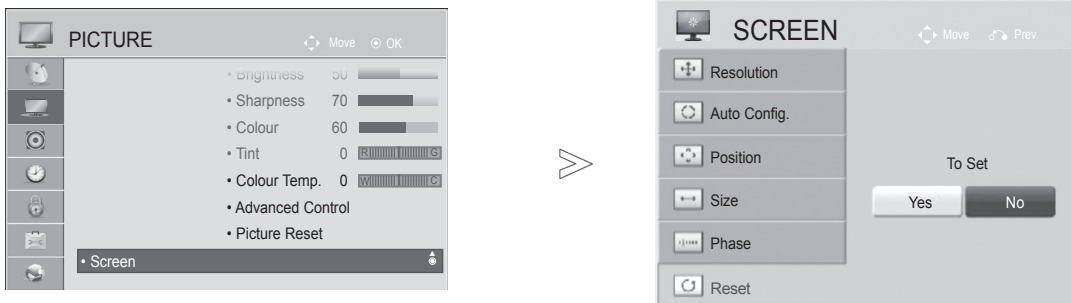 PICTURE
Move OK
• Brightness 50
• Sharpness 70
• Colour 60
• Tint 0 R G
• Colour Temp. 0 W C
• Advanced Control
• Picture Reset
• Screen
SCREEN
Move Prev.
Resolution
Auto Config.
Position
Size
Phase
Reset
To Set
Yes No